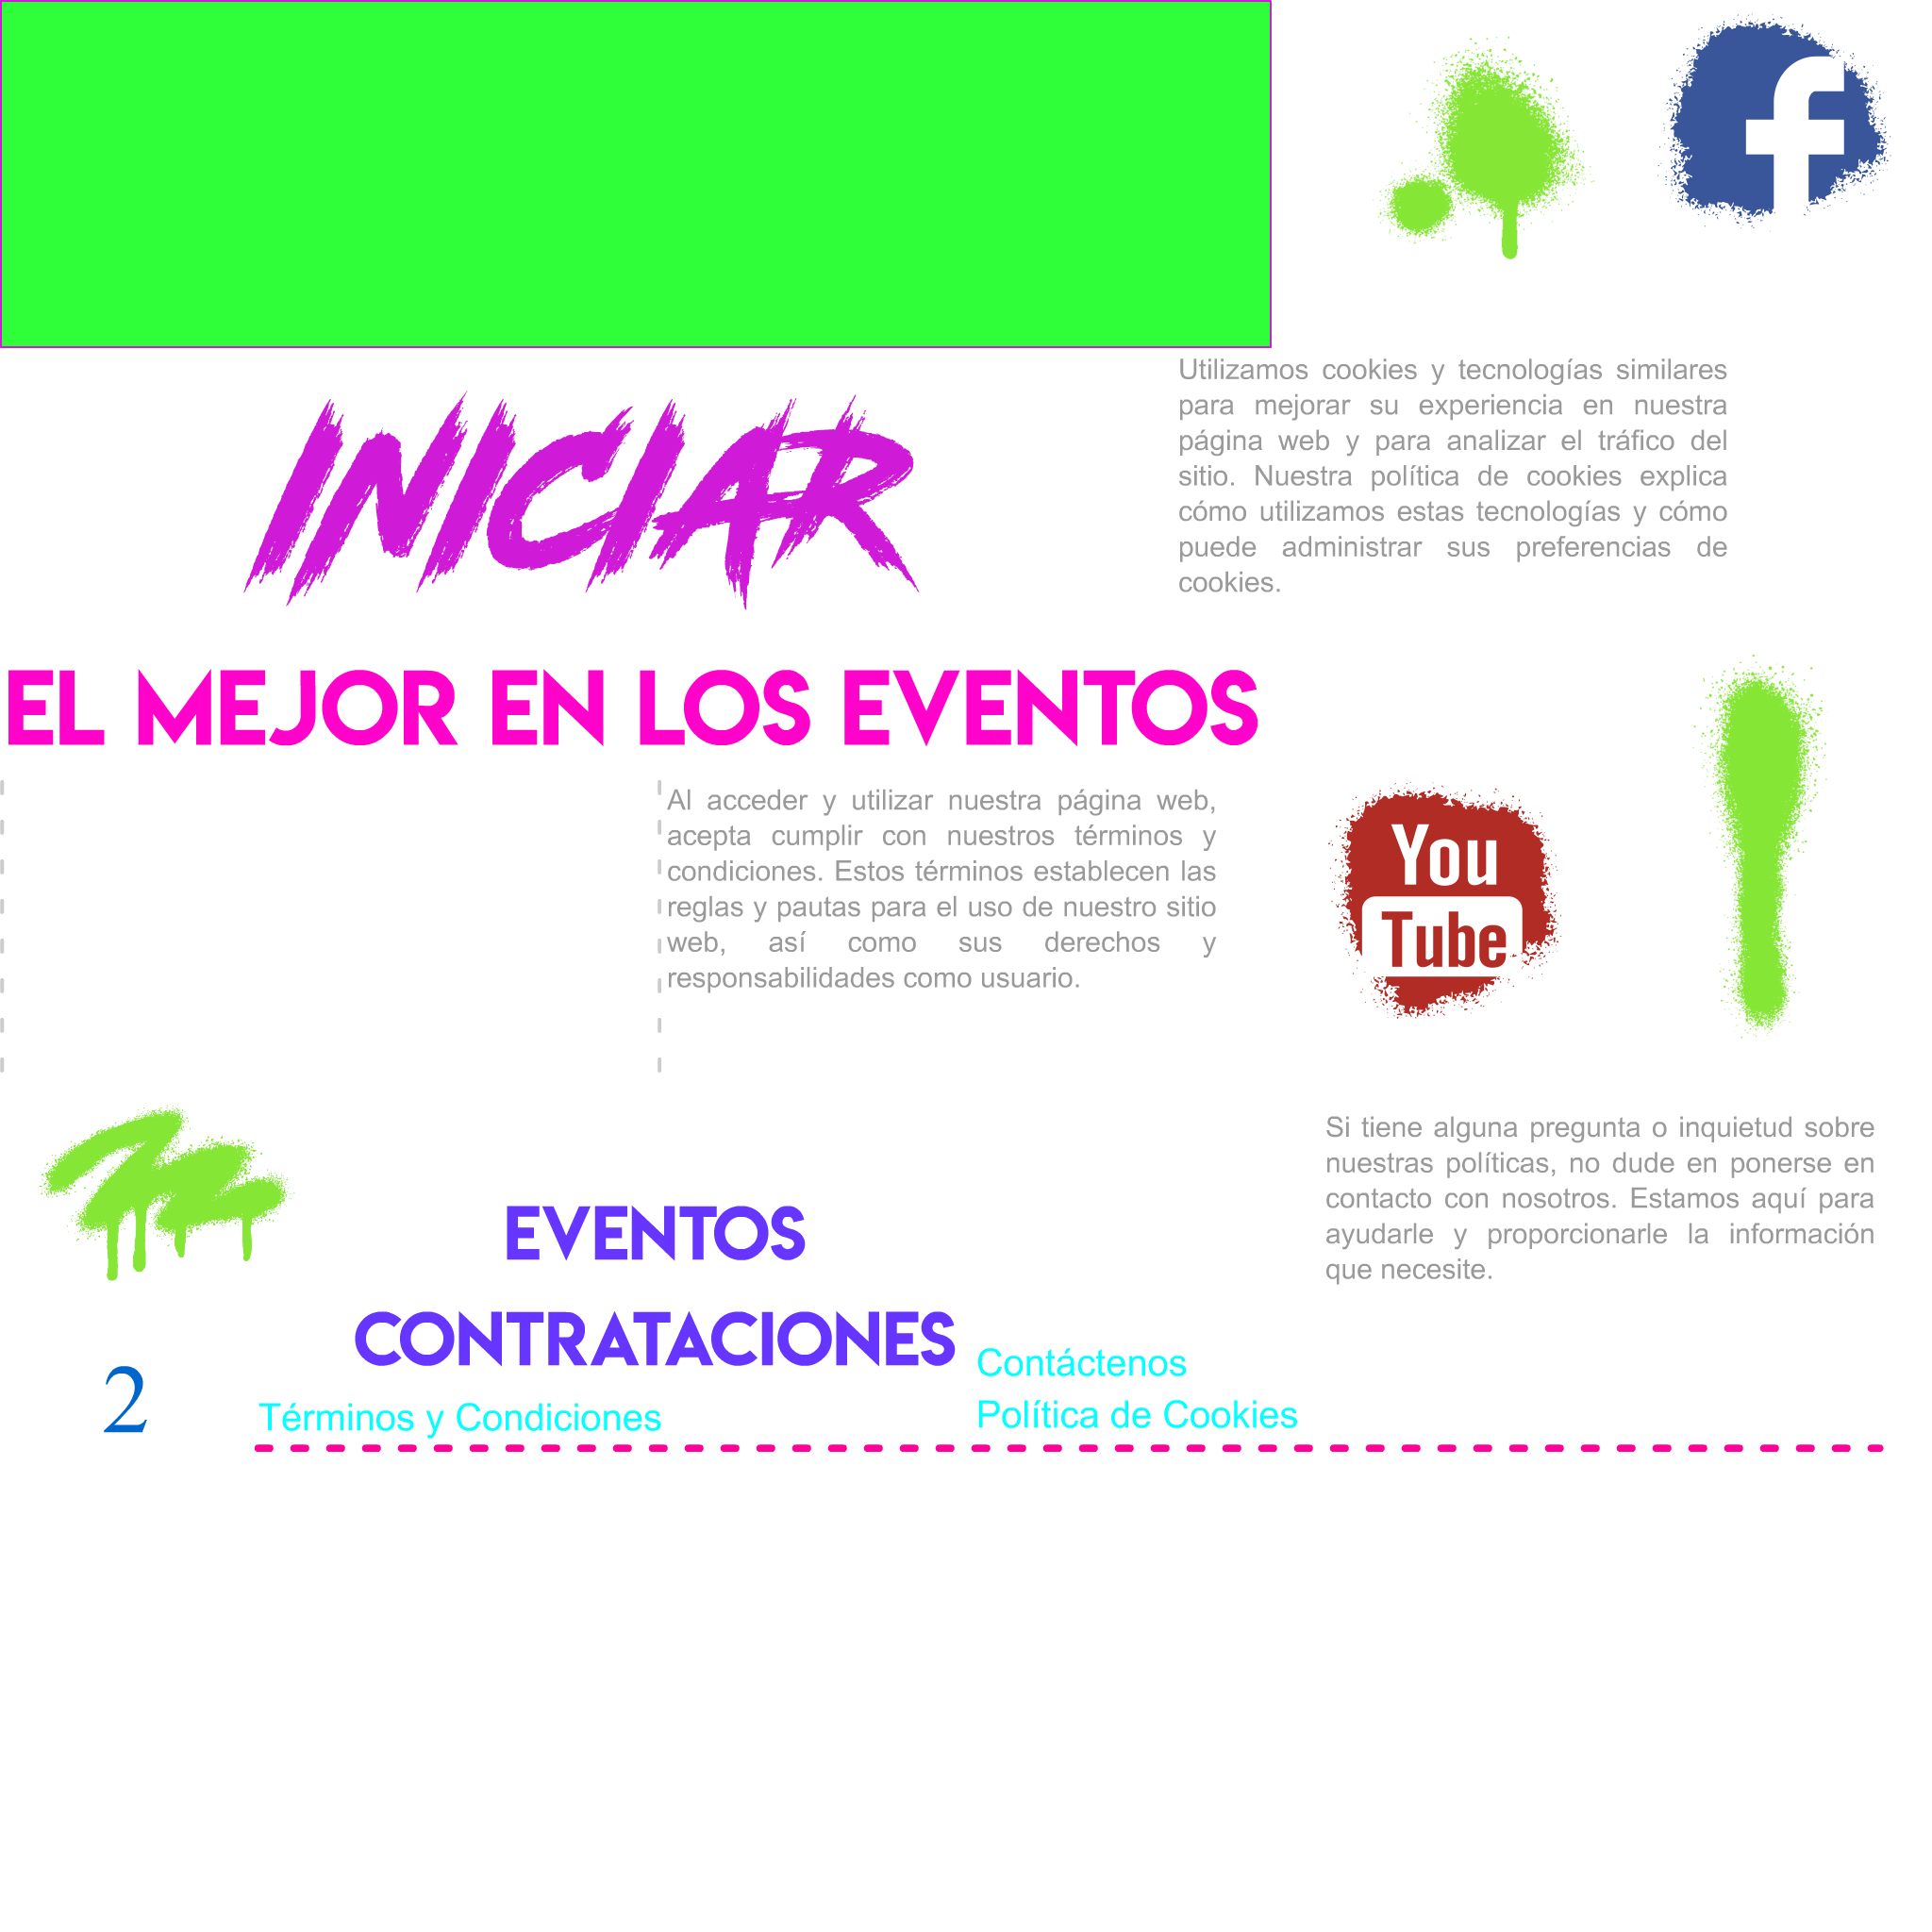 f
Utilizamos cookies y tecnologías similares
para mejorar su experiencia en nuestra
página web y para analizar el tráfico del
sitio. Nuestra política de cookies explica
cómo utilizamos estas tecnologías y cómo
puede administrar sus preferencias de
cookies.
INICIAR
EL MEJOR EN LOS EVENTOS
Al acceder y utilizar nuestra página web,
acepta cumplir con nuestros términos y
condiciones. Estos términos establecen las
reglas y pautas para el uso de nuestro sitio
web, así como sus derechos y
responsabilidades como usuario.
You
Tube
Si tiene alguna pregunta o inquietud sobre
nuestras políticas, no dude en ponerse en
contacto con nosotros. Estamos aquí para
ayudarle y proporcionarle la información
que necesite.
EVENTOS
CONTRATACIONES
2
Términos y Condiciones
Contáctenos
Política de Cookies